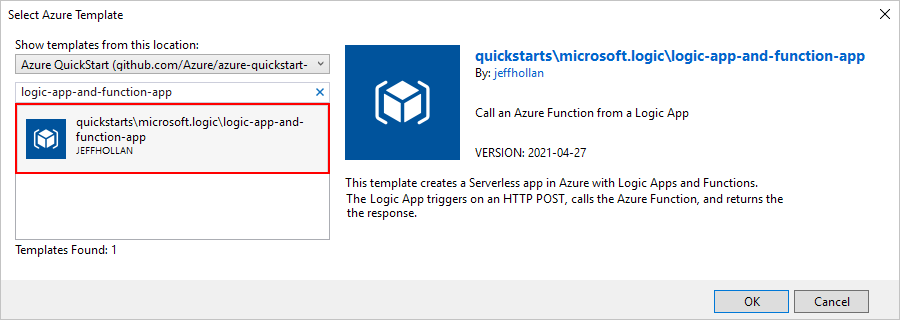 Select Azure Template
Show templates from this location:
Azure QuickStart (github.com/Azure/azure-quickstart-
logic-app-and-function-app
quickstarts\microsoft.logic\logic-app-and-
function-app
JEFFHOLLAN
Templates Found: 1
quickstarts\microsoft.logic\logic-app-and-function-app
By: jeffhollan
Call an Azure Function from a Logic App
VERSION: 2021-04-27
This template creates a Serverless app in Azure with Logic Apps and Functions.
The Logic App triggers on an HTTP POST, calls the Azure Function, and returns the
the response.
OK
Cancel